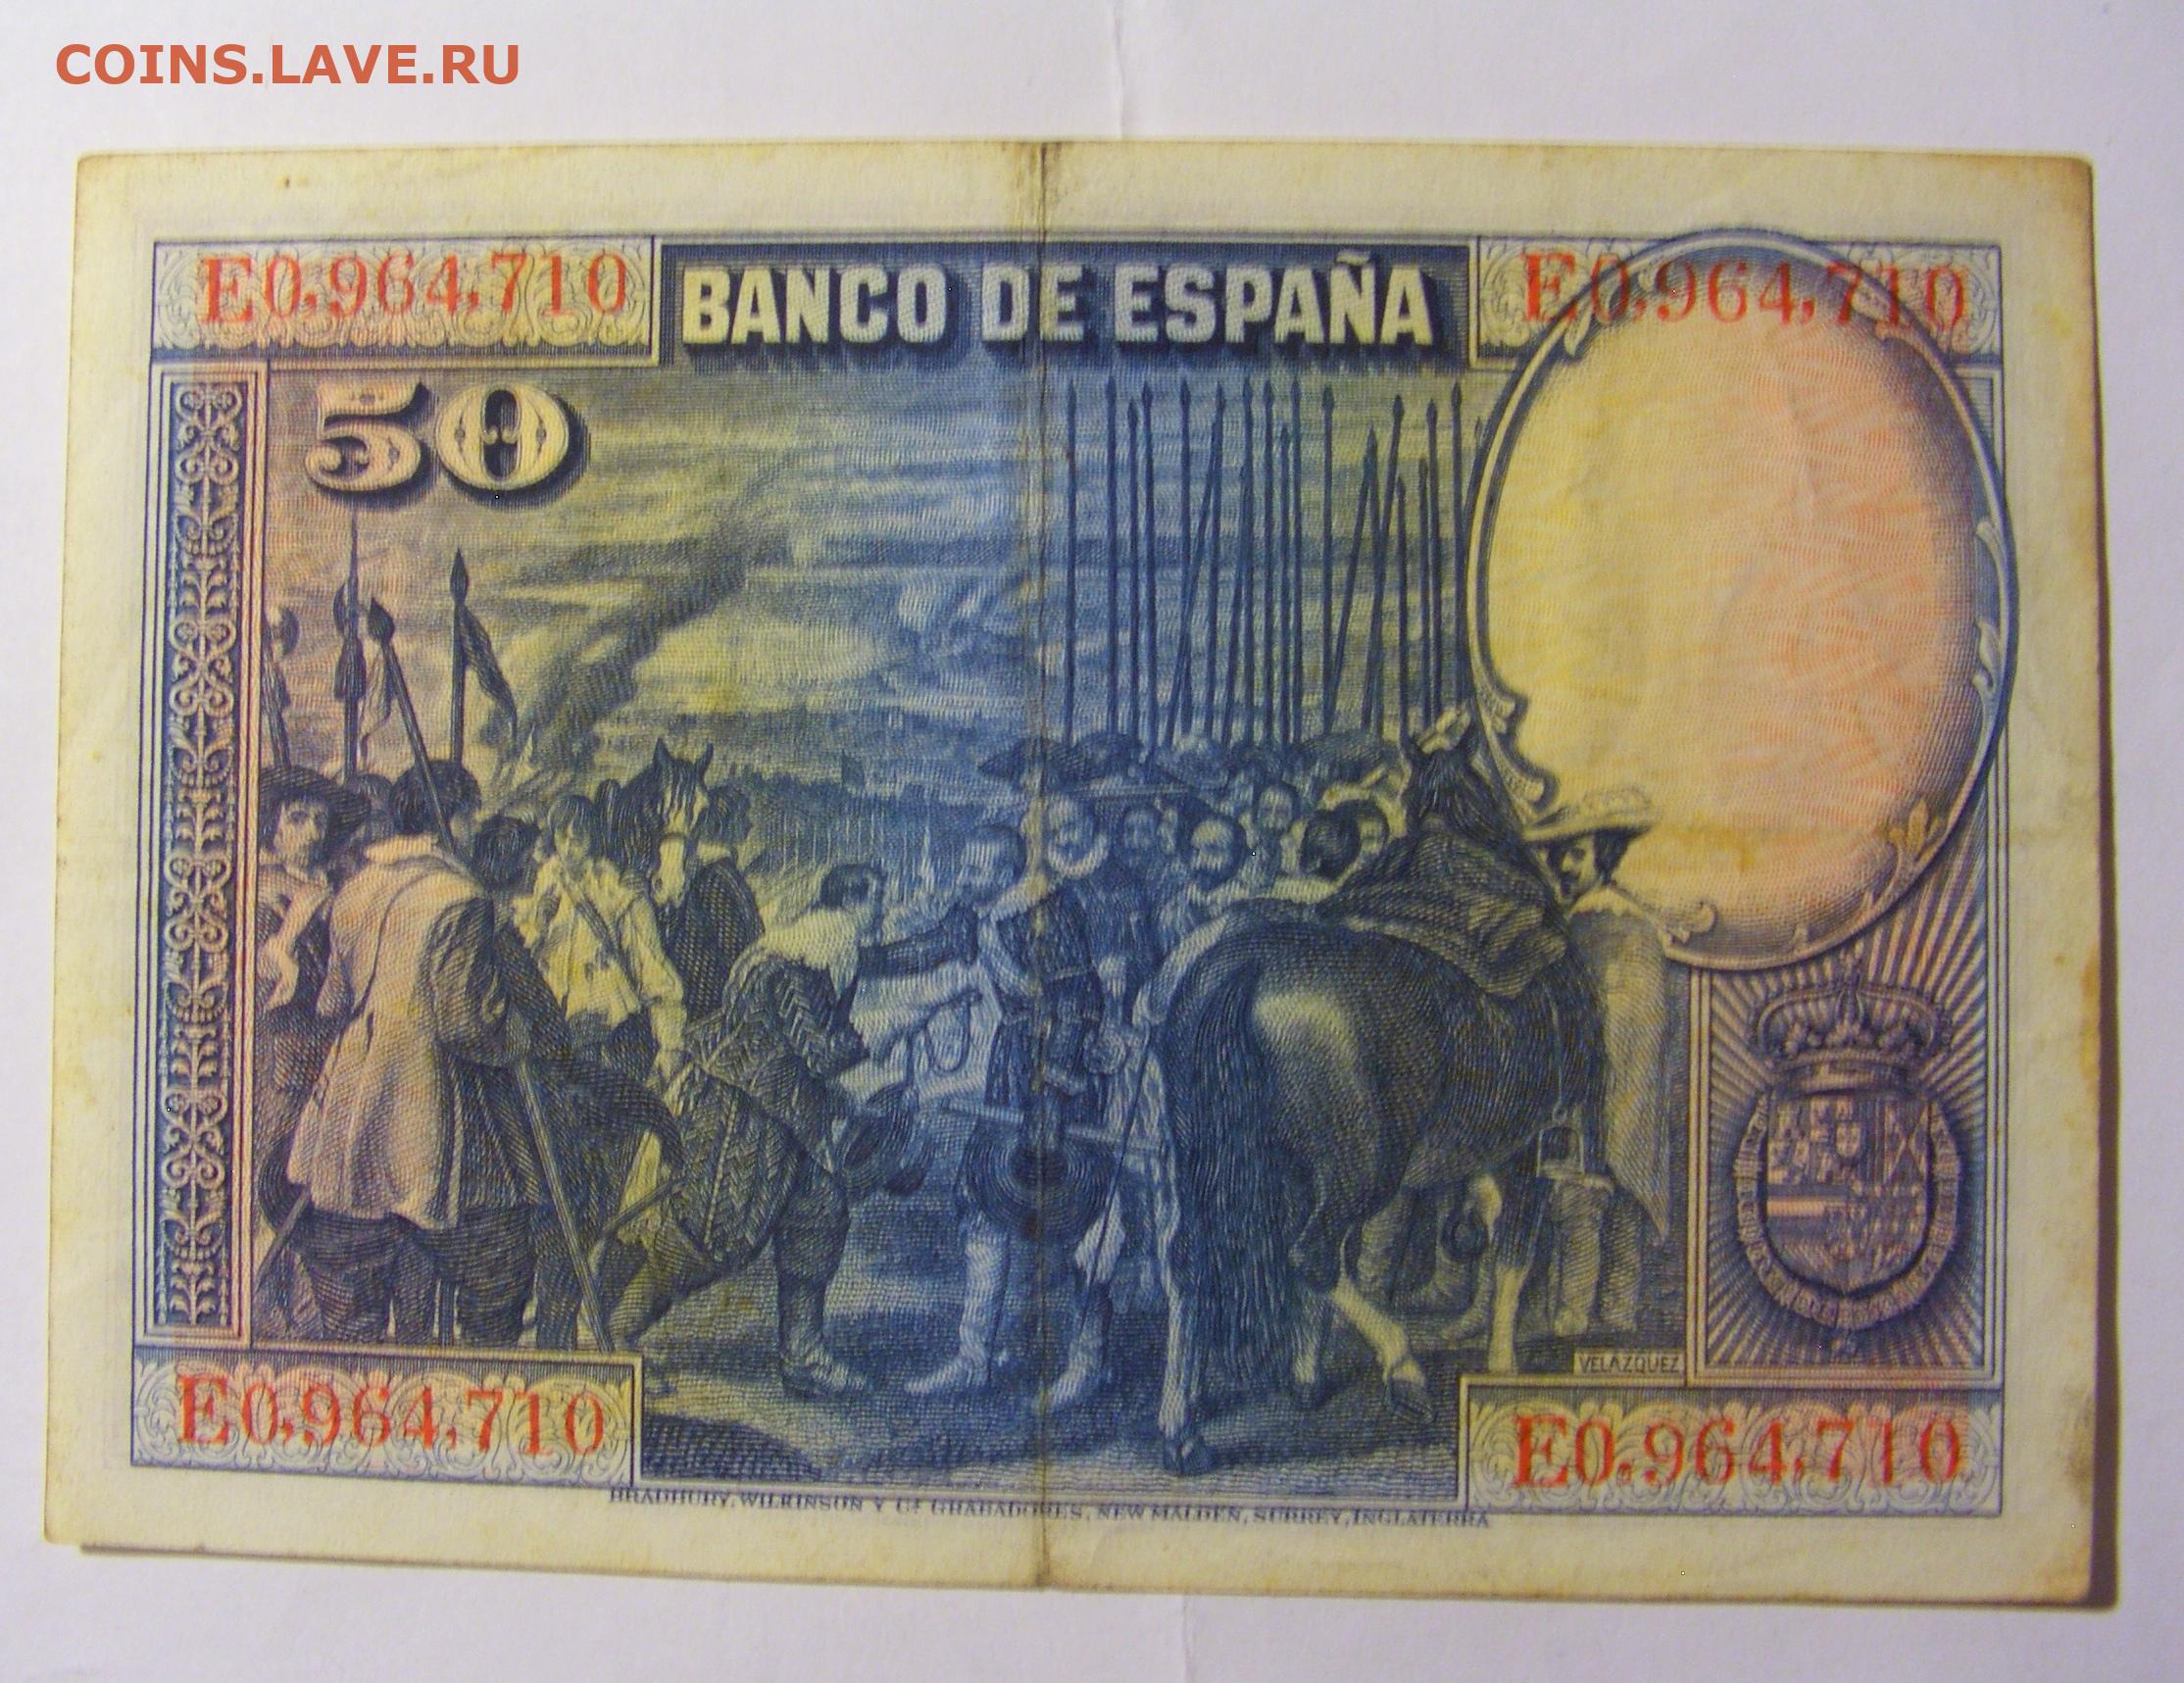 COINS.LAVE.RU
E0,964,710 BANCO DE ESPAÑA E0,964,710
50
VELAZQUEZ
E0,964,710 E0,964,710
BRADBURY, WILKINSON Y Cª. GRABADORES, NEW MALDEN, SURREY, INGLATERRA